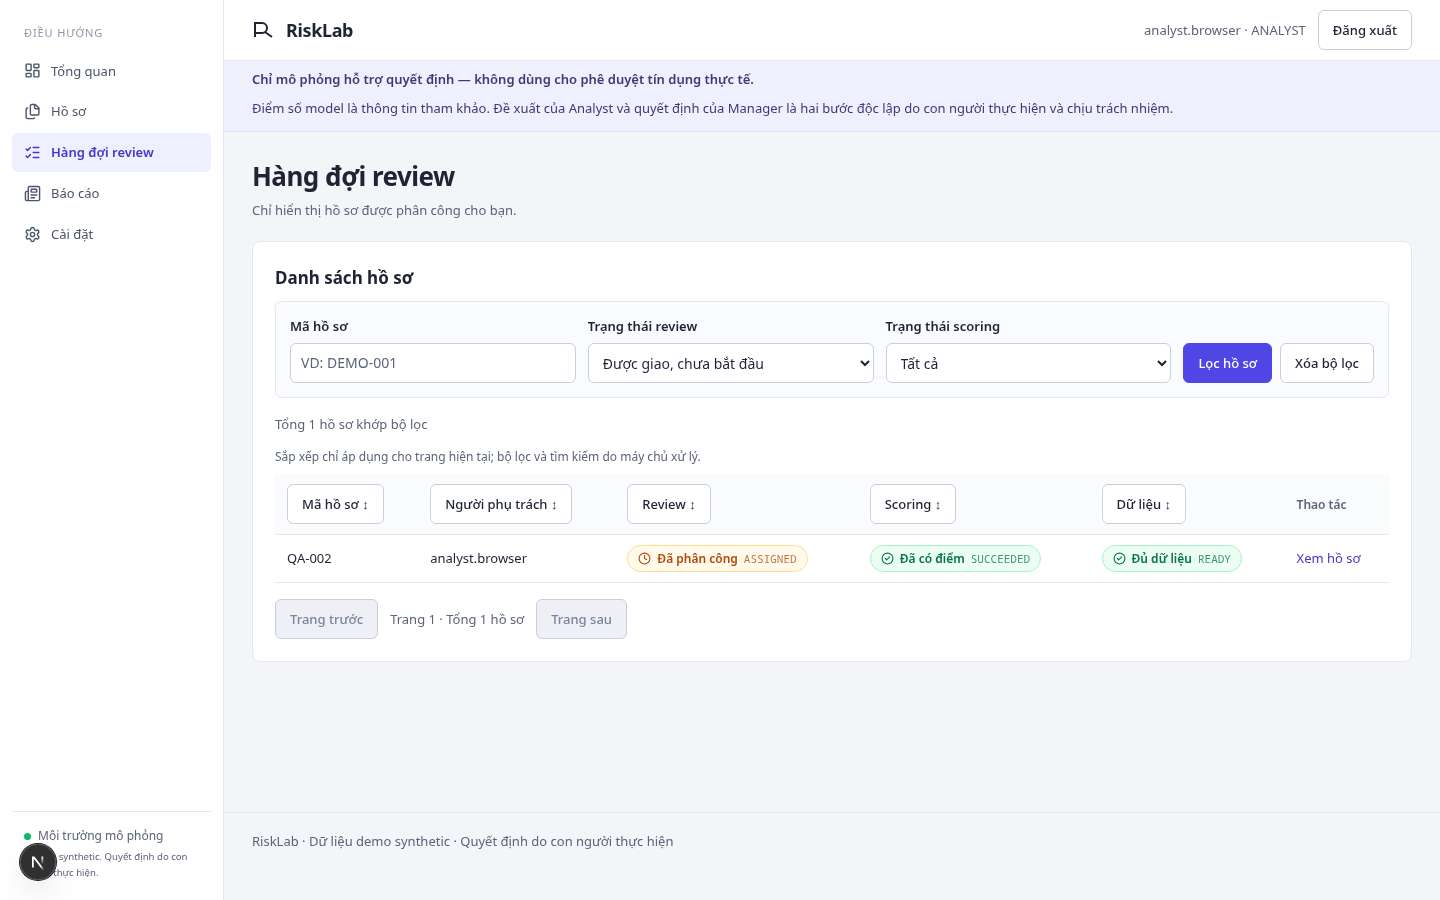 RiskLab
analyst.browser · ANALYST
Đăng xuất
ĐIỀU HƯỚNG
Tổng quan
Hồ sơ
Hàng đợi review
Báo cáo
Cài đặt
Chỉ mô phỏng hỗ trợ quyết định — không dùng cho phê duyệt tín dụng thực tế.
Điểm số model là thông tin tham khảo. Đề xuất của Analyst và quyết định của Manager là hai bước độc lập do con người thực hiện và chịu trách nhiệm.
Hàng đợi review
Chỉ hiển thị hồ sơ được phân công cho bạn.
Danh sách hồ sơ
Mã hồ sơ Trạng thái review Trạng thái scoring
VD: DEMO-001 Được giao, chưa bắt đầu Tất cả Lọc hồ sơ Xóa bộ lọc
Tổng 1 hồ sơ khớp bộ lọc
Sắp xếp chỉ áp dụng cho trang hiện tại; bộ lọc và tìm kiếm do máy chủ xử lý.
Mã hồ sơ ↕ Người phụ trách ↕ Review ↕ Scoring ↕ Dữ liệu ↕ Thao tác
QA-002 analyst.browser Đã phân công ASSIGNED Đã có điểm SUCCEEDED Đủ dữ liệu READY Xem hồ sơ
Trang trước Trang 1 · Tổng 1 hồ sơ Trang sau
Môi trường mô phỏng
synthetic. Quyết định do con
thực hiện.
N
RiskLab · Dữ liệu demo synthetic · Quyết định do con người thực hiện